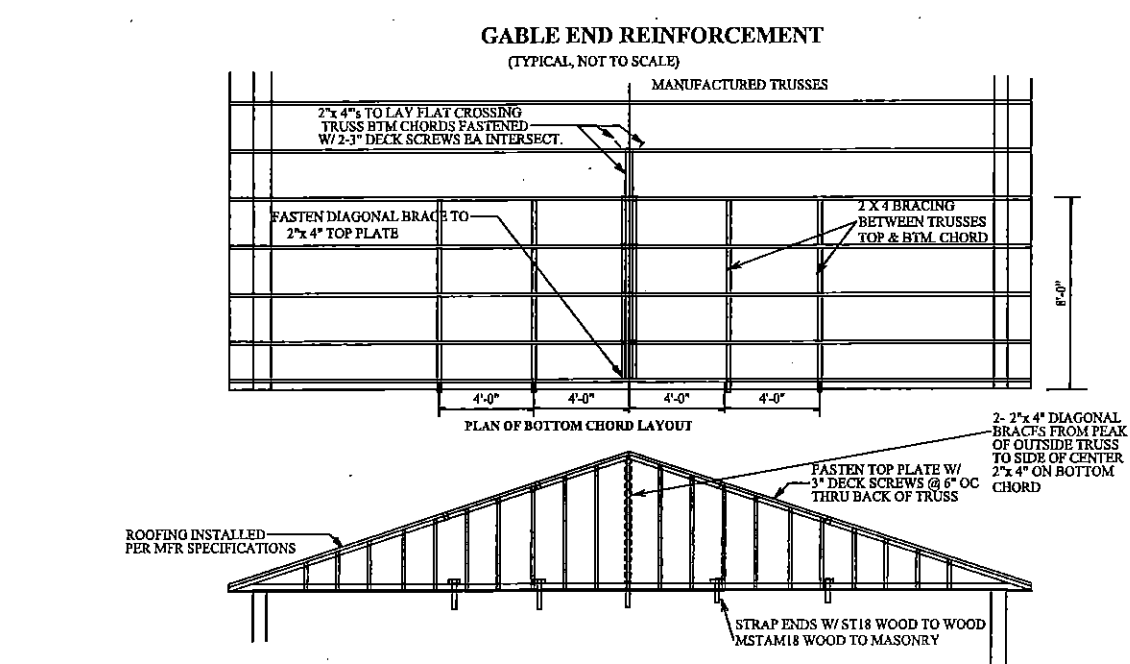 GABLE END REINFORCEMENT
(TYPICAL, NOT TO SCALE)
MANUFACTURED TRUSSES
2"x 4"'s TO LAY FLAT CROSSING
TRUSS BTM CHORDS FASTENED
W/ 2-3" DECK SCREWS EA INTERSECT.
FASTEN DIAGONAL BRACE TO
2"x 4" TOP PLATE
2 X 4 BRACING
BETWEEN TRUSSES
TOP & BTM. CHORD
8'-0"
4'-0" 4'-0" 4'-0" 4'-0"
PLAN OF BOTTOM CHORD LAYOUT
2- 2"x 4" DIAGONAL
BRACES FROM PEAK
OF OUTSIDE TRUSS
TO SIDE OF CENTER
2"x 4" ON BOTTOM
CHORD
FASTEN TOP PLATE W/
3" DECK SCREWS @ 6" OC
THRU BACK OF TRUSS
ROOFING INSTALLED
PER MFR SPECIFICATIONS
STRAP ENDS W/ ST18 WOOD TO WOOD
MSTAM18 WOOD TO MASONRY